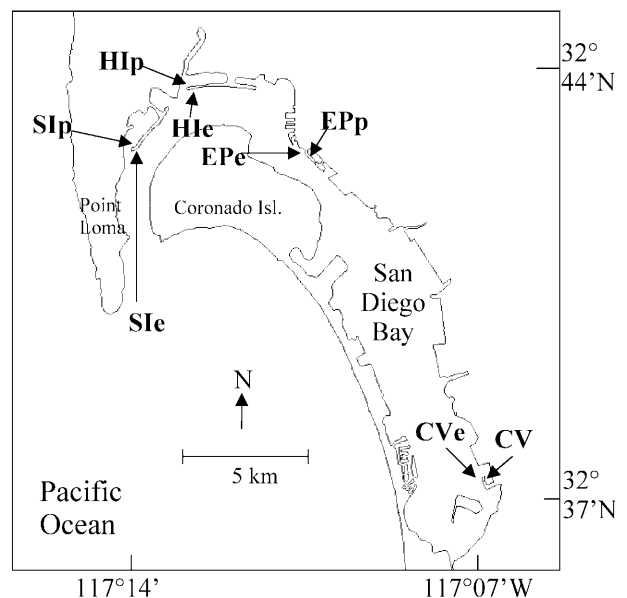 HIp
32°
44'N
SIp
HIe
EPp
EPe
Point
Loma
Coronado Isl.
San
Diego
Bay
SIe
N
CVe
CV
5 km
Pacific
Ocean
32°
37'N
117°14'
117°07'W